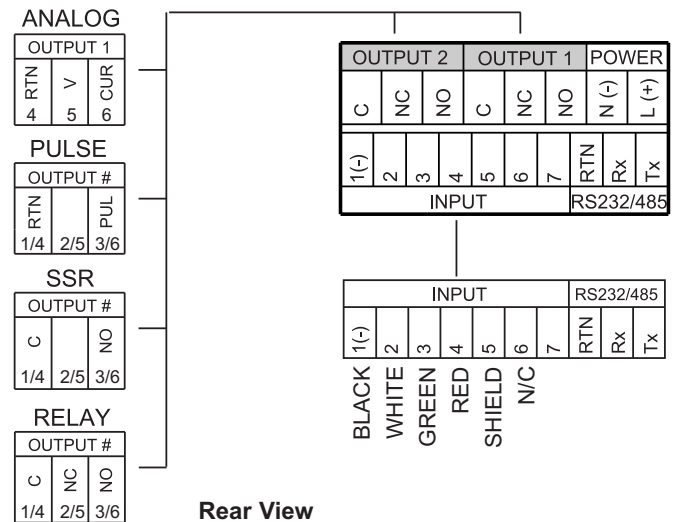 ANALOG
OUTPUT 1
RTN V CUR
4 5 6
PULSE
OUTPUT #
RTN PUL
1/4 2/5 3/6
SSR
OUTPUT #
C NO
1/4 2/5 3/6
RELAY
OUTPUT #
C NC NO
1/4 2/5 3/6
OUTPUT 2 OUTPUT 1 POWER
C NC NO C NC NO N (-) L (+)
1(-) 2 3 4 5 6 7 RTN Rx Tx
INPUT RS232/485
INPUT RS232/485
1(-) 2 3 4 5 6 7 RTN Rx Tx
BLACK WHITE GREEN RED SHIELD N/C
Rear View